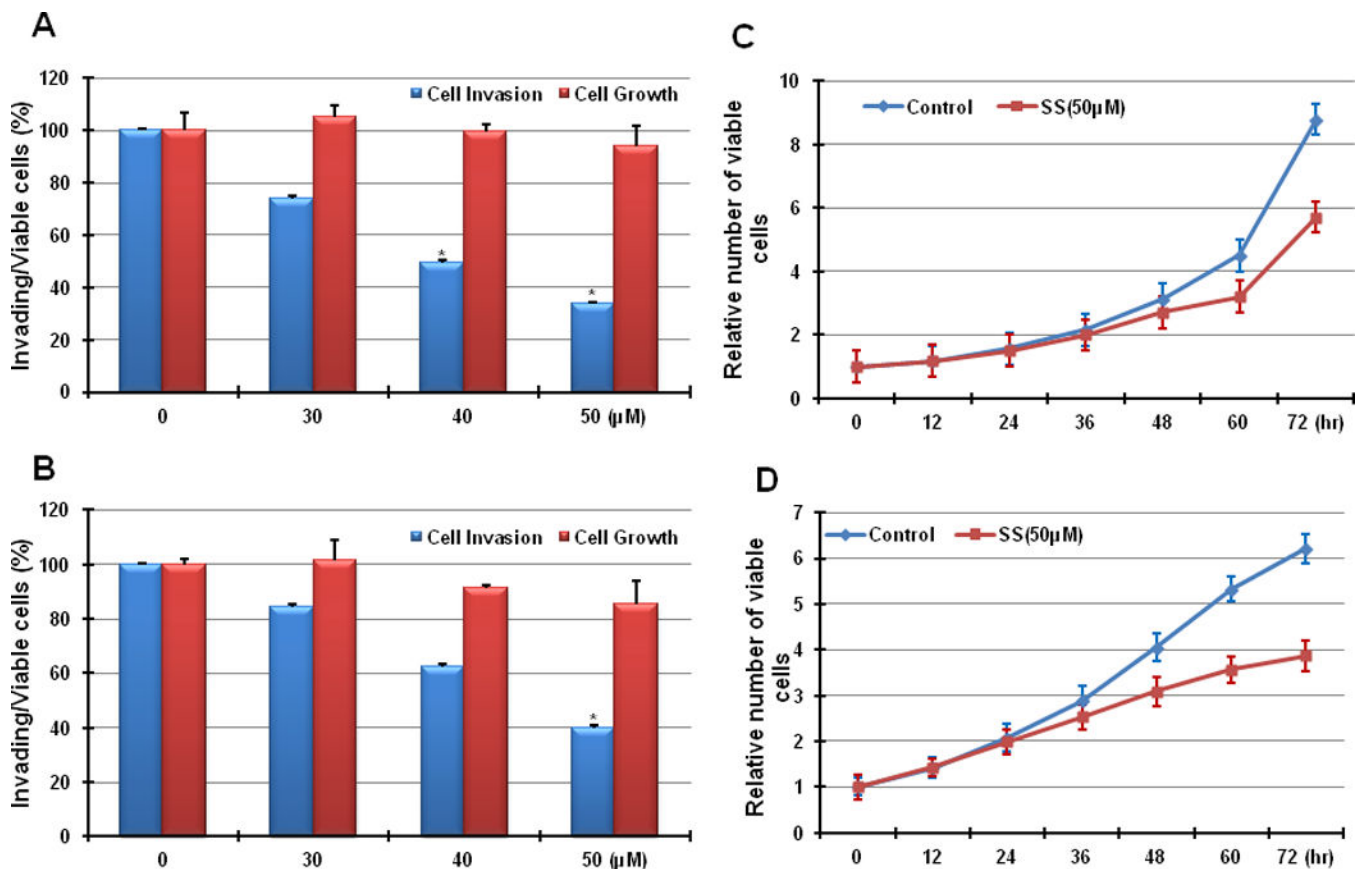 A
Invading/Viable cells (%)
120
100
80
60
40
20
0
Cell Invasion Cell Growth
*
*
0 30 40 50 (µM)
B
Invading/Viable cells (%)
120
100
80
60
40
20
0
Cell Invasion Cell Growth
*
0 30 40 50 (µM)
C
Relative number of viable
cells
10
8
6
4
2
0
Control SS(50µM)
0 12 24 36 48 60 72 (hr)
D
Relative number of viable
cells
7
6
5
4
3
2
1
0
Control SS(50µM)
0 12 24 36 48 60 72 (hr)